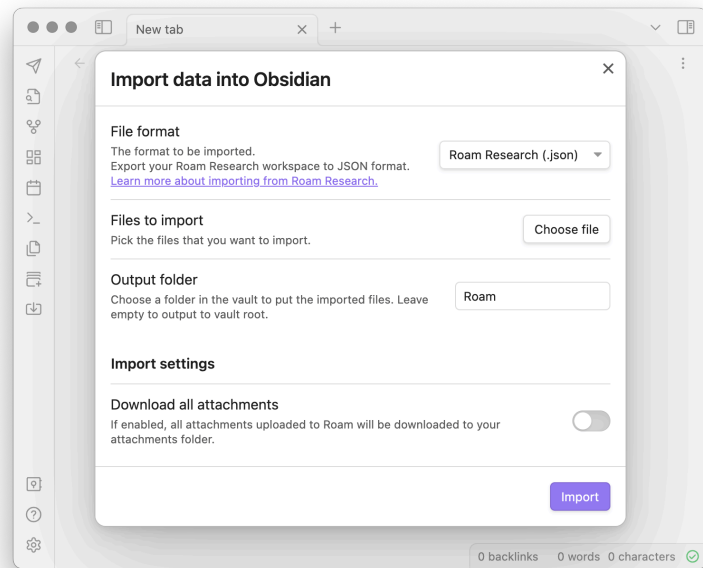 New tab
Import data into Obsidian
File format
The format to be imported.
Export your Roam Research workspace to JSON format.
Learn more about importing from Roam Research.
Roam Research (.json)
Files to import
Pick the files that you want to import.
Choose file
Output folder
Choose a folder in the vault to put the imported files. Leave
empty to output to vault root.
Roam
Import settings
Download all attachments
If enabled, all attachments uploaded to Roam will be downloaded to your
attachments folder.
Import
0 backlinks 0 words 0 characters